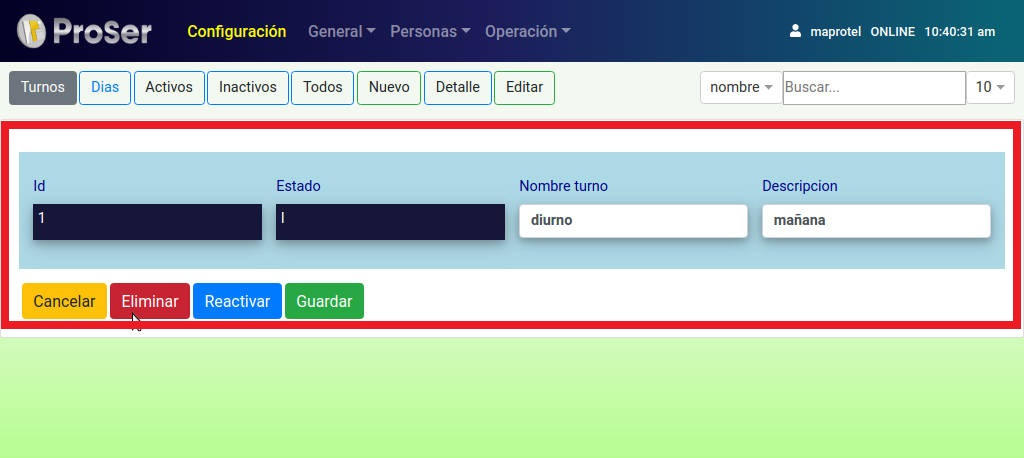 ProSer Configuración General Personas Operación maprotel ONLINE 10:40:31 am
Turnos Dias Activos Inactivos Todos Nuevo Detalle Editar nombre Buscar... 10
Id Estado Nombre turno Descripcion
1 I diurno mañana
Cancelar Eliminar Reactivar Guardar